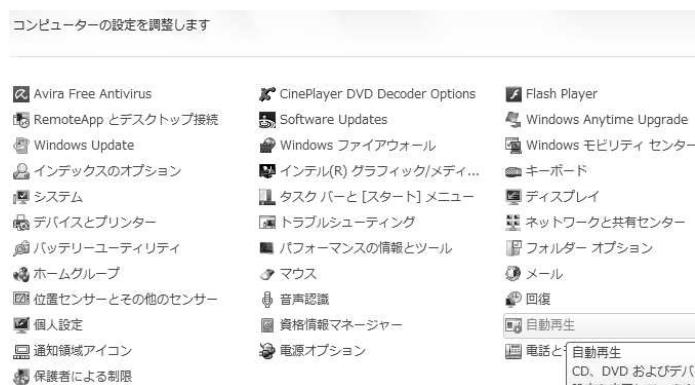 コンピューターの設定を調整します
Avira Free Antivirus
CinePlayer DVD Decoder Options
Flash Player
RemoteApp とデスクトップ接続
Software Updates
Windows Anytime Upgrade
Windows Update
Windows ファイアウォール
Windows モビリティ センター
インデックスのオプション
インテル(R) グラフィック/メディ...
キーボード
システム
タスク バーと [スタート] メニュー
ディスプレイ
デバイスとプリンター
トラブルシューティング
ネットワークと共有センター
バッテリーユーティリティ
パフォーマンスの情報とツール
フォルダー オプション
ホームグループ
マウス
メール
位置センサーとその他のセンサー
音声認識
回復
個人設定
資格情報マネージャー
自動再生
通知領域アイコン
電源オプション
電話と
自動再生
保護者による制限
CD、DVD およびデバ